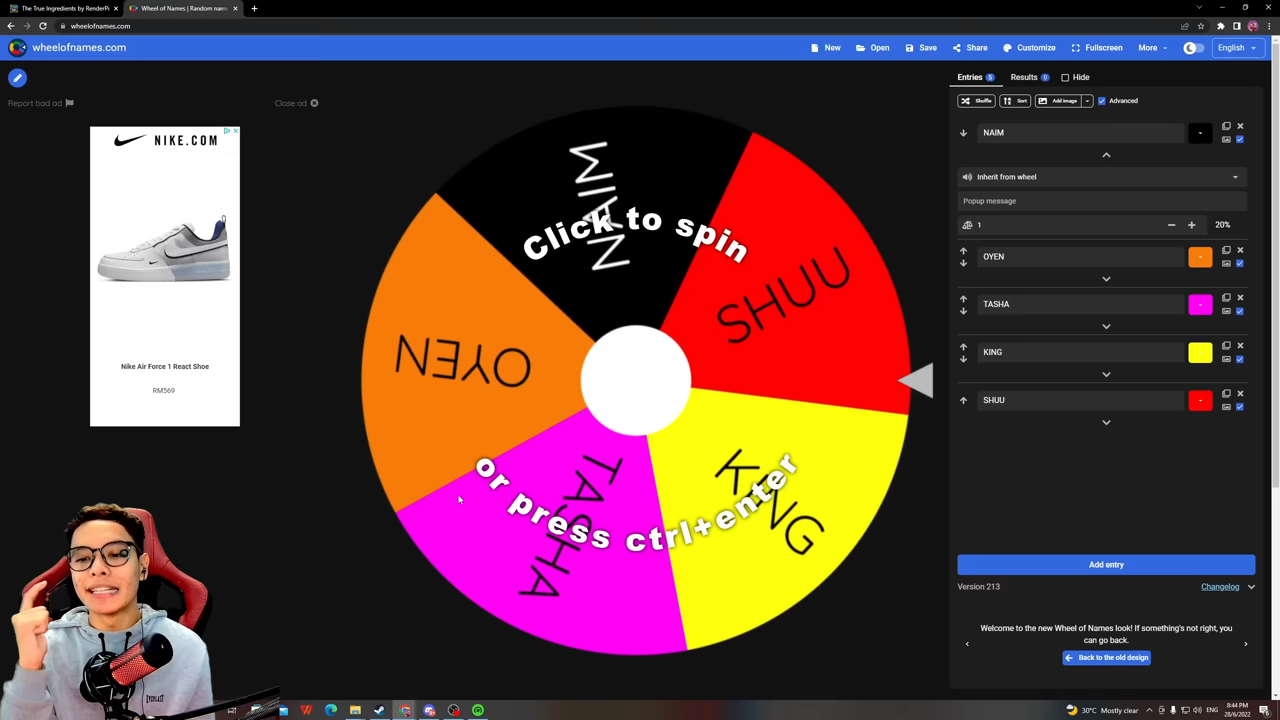 The True Ingredients by RenderPi
Wheel of Names | Random nam
wheelofnames.com
wheelofnames.com
New
Open
Save
Share
Customize
Fullscreen
More
English
Report bad ad
Close ad
NIKE.COM
Nike Air Force 1 React Shoe
RM569
NAIM
SHUU
KING
TASHA
OYEN
Click to spin
or press ctrl+enter
Entries 5
Results 0
Hide
Shuffle
Sort
Add image
Advanced
NAIM
Inherit from wheel
Popup message
1
20%
OYEN
TASHA
KING
SHUU
Add entry
Version 213
Changelog
Welcome to the new Wheel of Names look! If something's not right, you
can go back.
Back to the old design
30°C Mostly clear
ENG
8:44 PM
28/6/2022